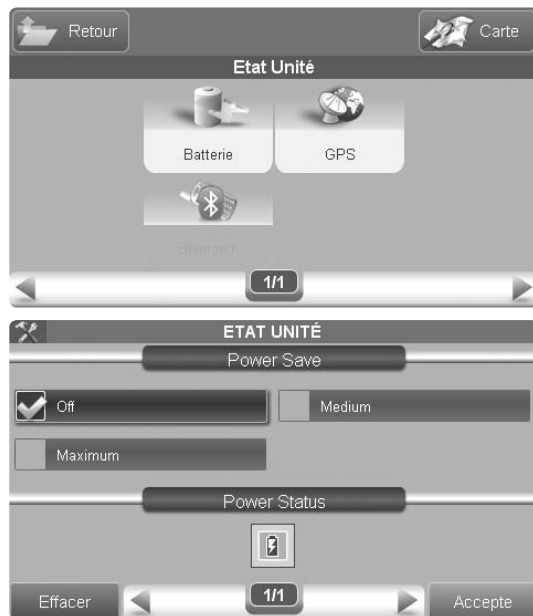 Retour Carte
Etat Unité
Batterie GPS
Bluetooth
1/1
ETAT UNITÉ
Power Save
Off Medium
Maximum
Power Status
Effacer 1/1 Accepte